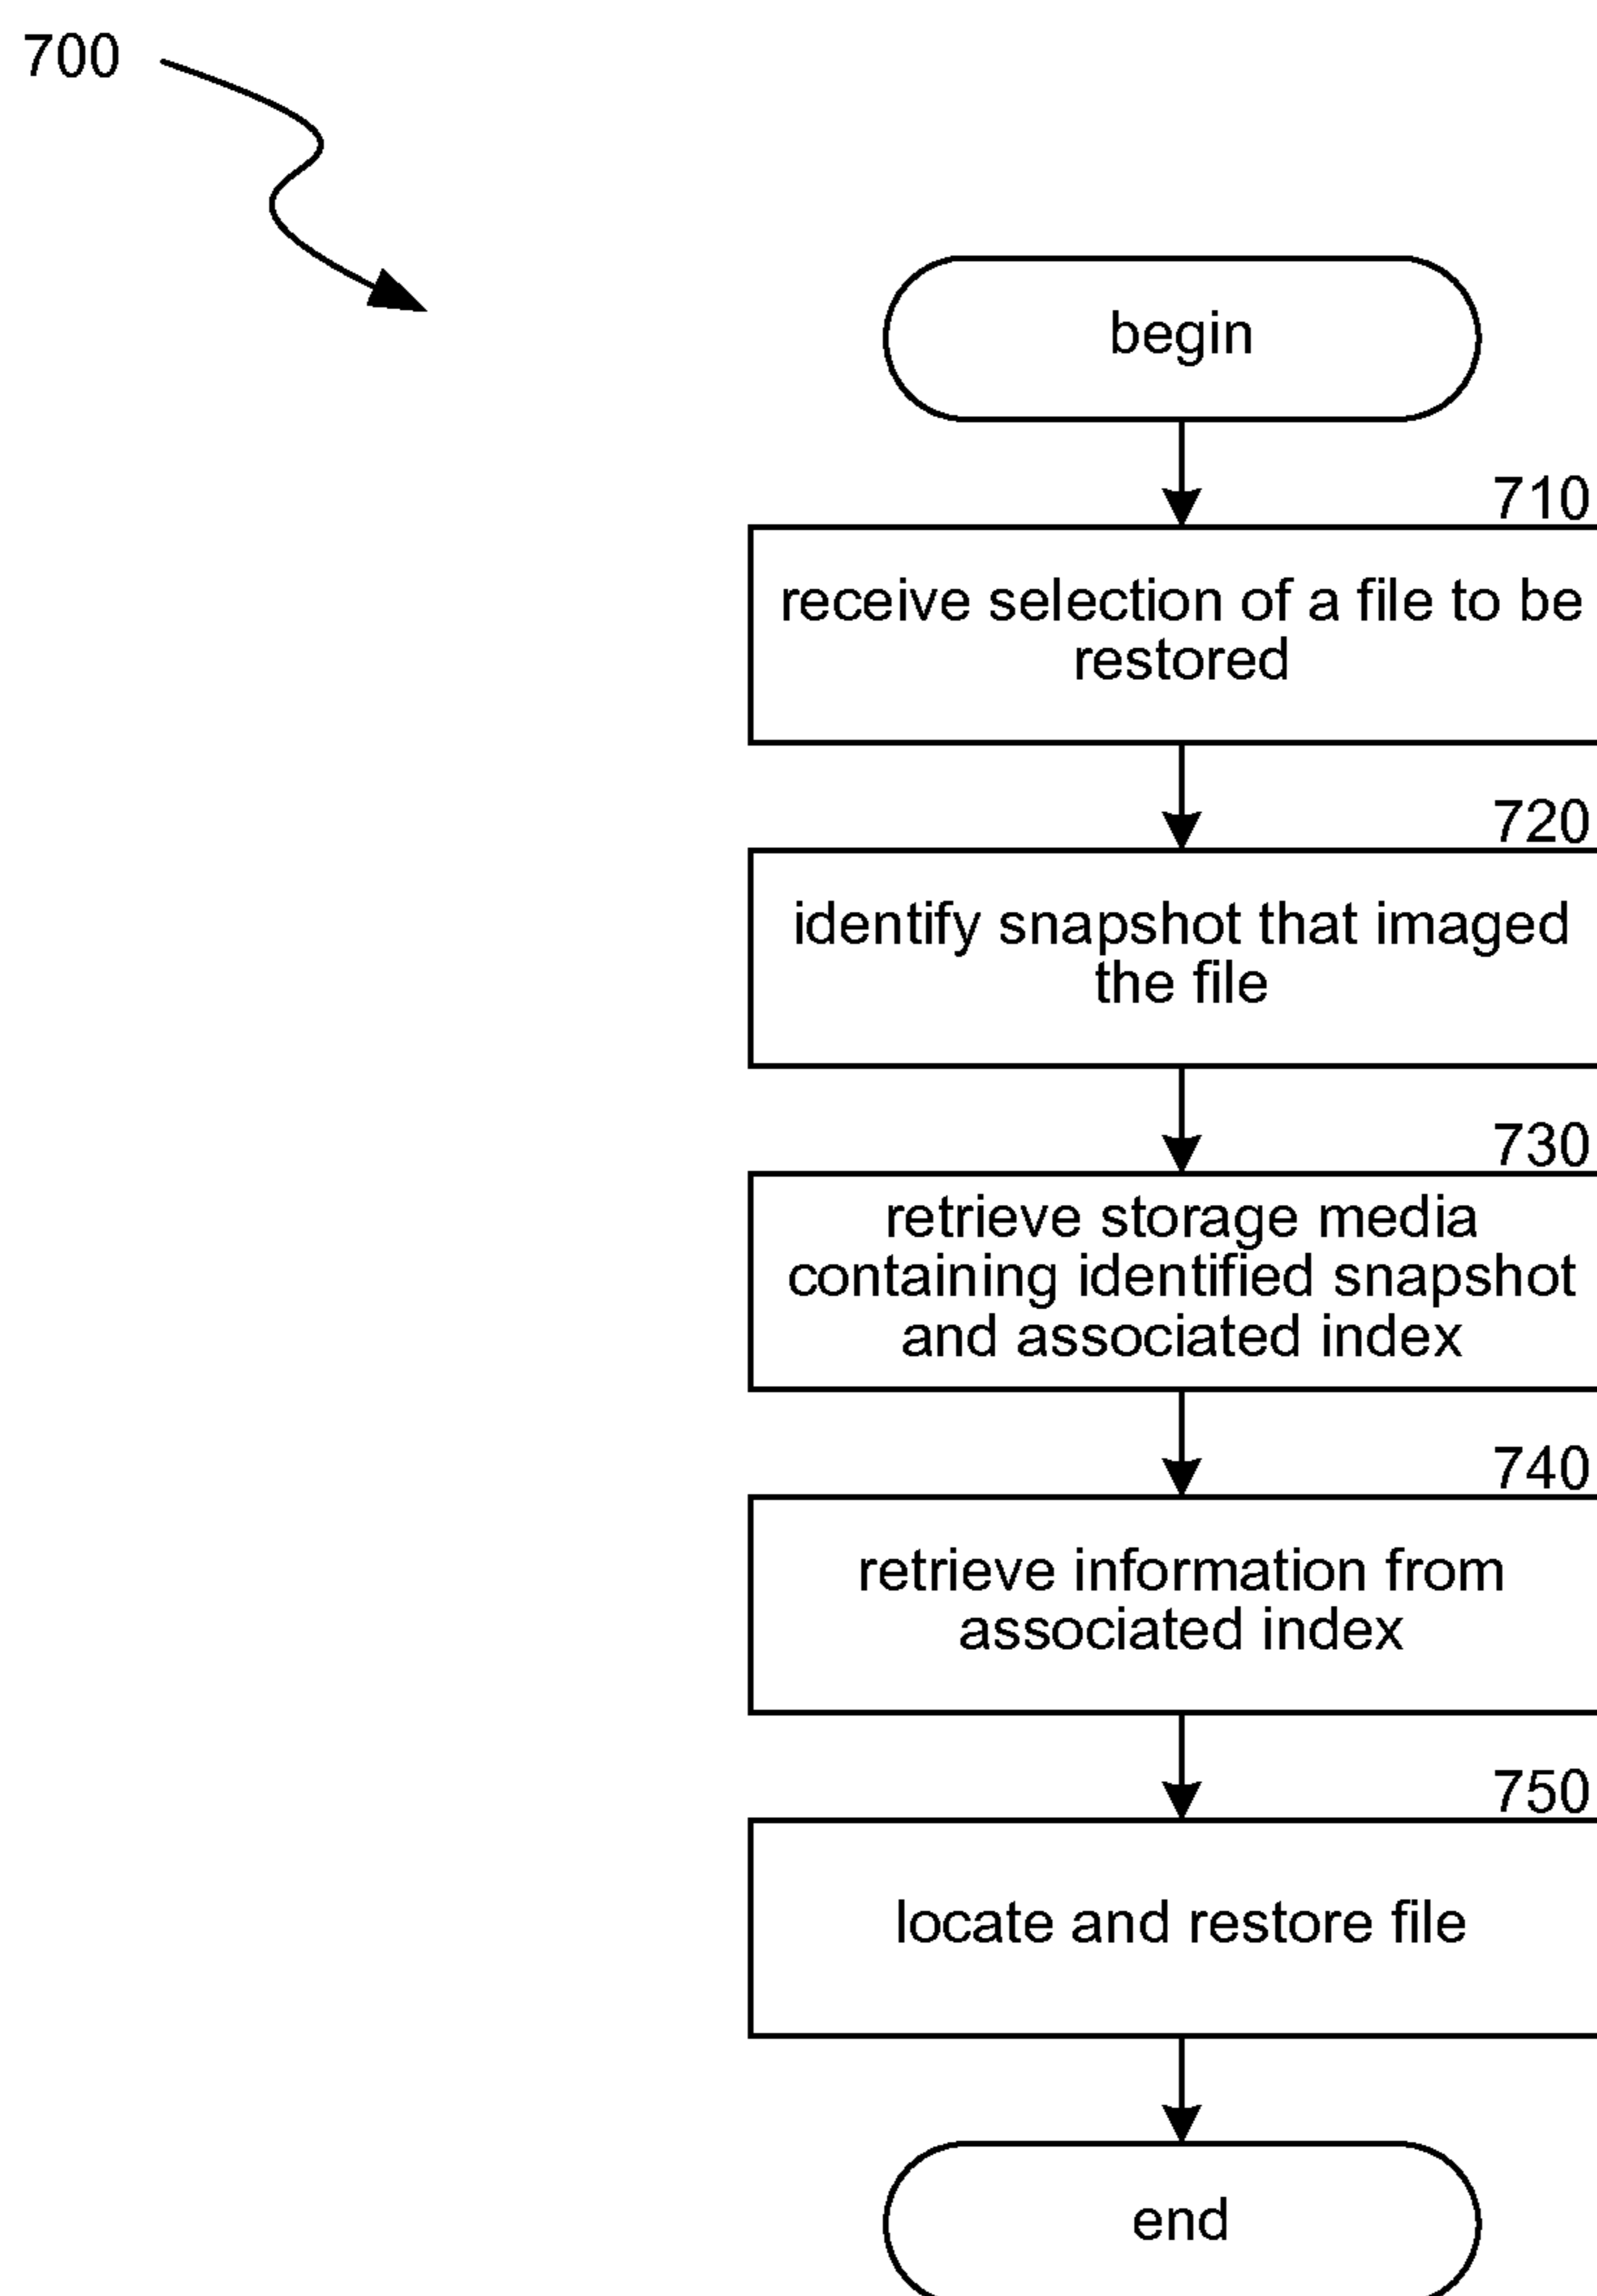 700
begin
710
receive selection of a file to be
restored
720
identify snapshot that imaged
the file
730
retrieve storage media
containing identified snapshot
and associated index
740
retrieve information from
associated index
750
locate and restore file
end